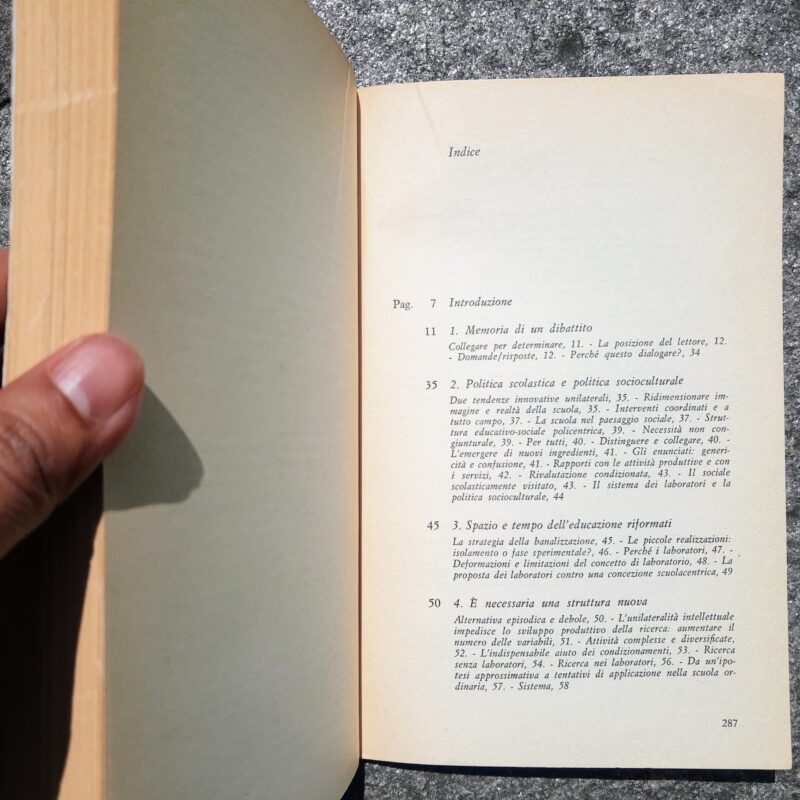 Indice
Pag. 7 Introduzione
11 1. Memoria di un dibattito
Collegare per determinare, 11. - La posizione del lettore, 12.
- Domande/risposte, 12. - Perché questo dialogare?, 34
35 2. Politica scolastica e politica socioculturale
Due tendenze innovative unilaterali, 35. - Ridimensionare im-
magine e realtà della scuola, 35. - Interventi coordinati e a
tutto campo, 37. - La scuola nel paesaggio sociale, 37. - Strut-
tura educativo-sociale policentrica, 39. - Necessità non con-
giunturale, 39. - Per tutti, 40. - Distinguere e collegare, 40. -
L'emergere di nuovi ingredienti, 41. - Gli enunciati: generi-
cità e confusione, 41. - Rapporti con le attività produttive e con
i servizi, 42. - Rivalutazione condizionata, 43. - Il sociale
scolasticamente visitato, 43. - Il sistema dei laboratori e la
politica socioculturale, 44
45 3. Spazio e tempo dell'educazione riformati
La strategia della banalizzazione, 45. - Le piccole realizzazioni:
isolamento o fase sperimentale?, 46. - Perché i laboratori, 47. -
Deformazioni e limitazioni del concetto di laboratorio, 48. - La
proposta dei laboratori contro una concezione scuolacentrica, 49
50 4. È necessaria una struttura nuova
Alternativa episodica e debole, 50. - L'unilateralità intellettuale
impedisce lo sviluppo produttivo della ricerca: aumentare il
numero delle variabili, 51. - Attività complesse e diversificate,
52. - L'indispensabile aiuto dei condizionamenti, 53. - Ricerca
senza laboratori, 54. - Ricerca nei laboratori, 56. - Da un'ipo-
tesi approssimativa a tentativi di applicazione nella scuola or-
dinaria, 57. - Sistema, 58
287